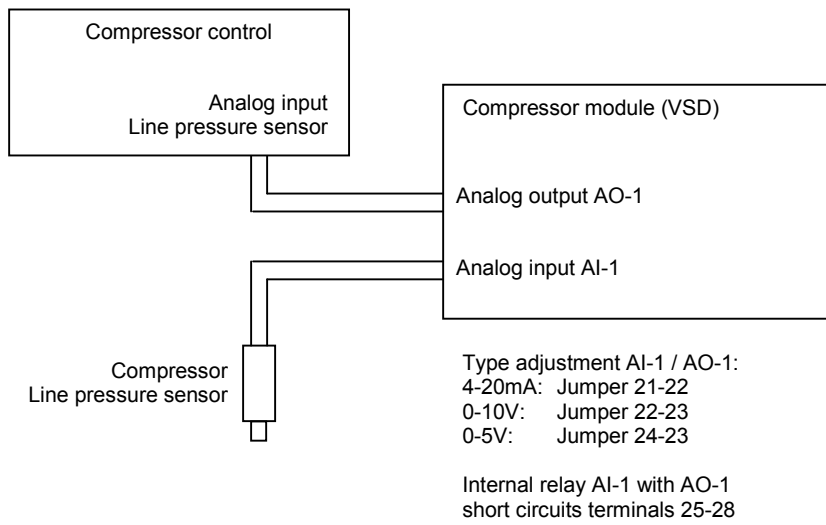 Compressor control
Analog input
Line pressure sensor
Compressor module (VSD)
Analog output AO-1
Analog input AI-1
Compressor
Line pressure sensor
Type adjustment AI-1 / AO-1:
4-20mA: Jumper 21-22
0-10V: Jumper 22-23
0-5V: Jumper 24-23
Internal relay AI-1 with AO-1
short circuits terminals 25-28